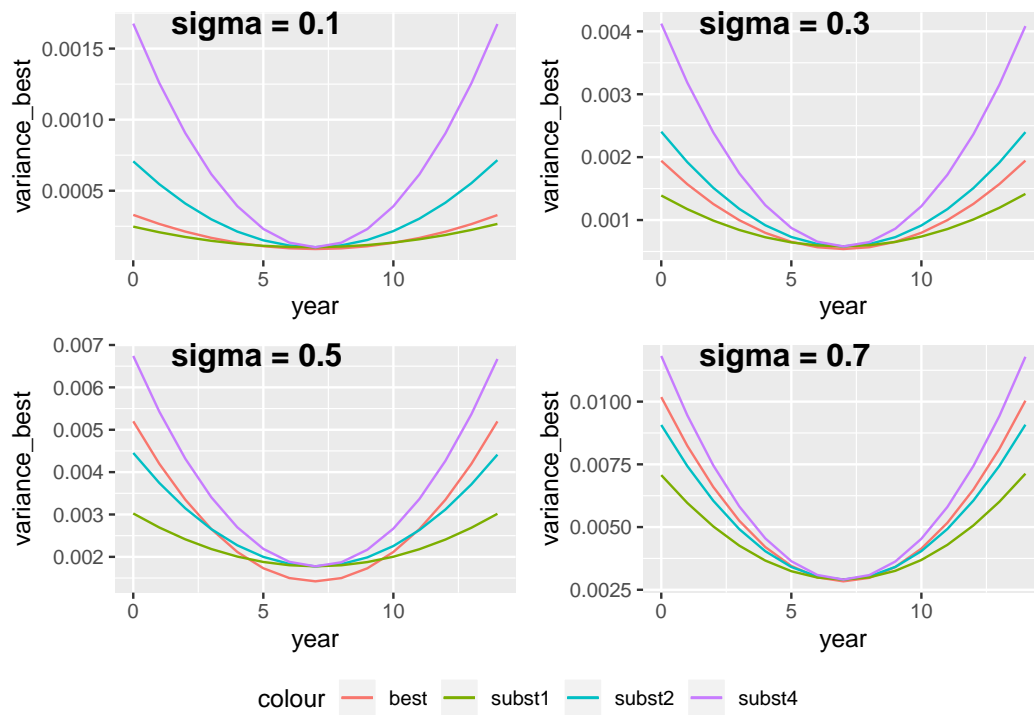 sigma = 0.1
sigma = 0.3
0.0015
0.0010
0.0005
variance_best
0 5 10
year
0.004
0.003
0.002
0.001
variance_best
0 5 10
year
sigma = 0.5
sigma = 0.7
0.007
0.006
0.005
0.004
0.003
0.002
variance_best
0 5 10
year
0.0100
0.0075
0.0050
0.0025
variance_best
0 5 10
year
colour best subst1 subst2 subst4